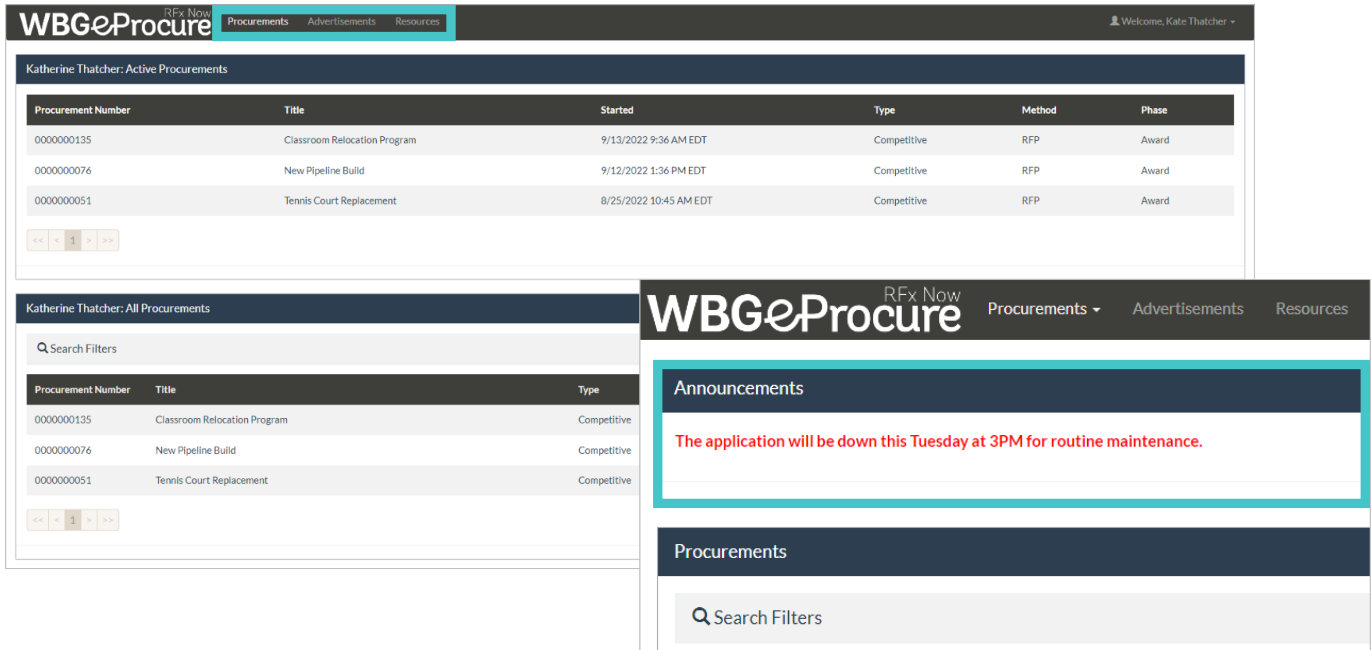 RFx Now
WBGeProcure Procurements Advertisements Resources Welcome, Kate Thatcher
Katherine Thatcher: Active Procurements
Procurement Number Title Started Type Method Phase
0000000135 Classroom Relocation Program 9/13/2022 9:36 AM EDT Competitive RFP Award
0000000076 New Pipeline Build 9/12/2022 1:36 PM EDT Competitive RFP Award
0000000051 Tennis Court Replacement 8/25/2022 10:45 AM EDT Competitive RFP Award
<< < 1 > >>
Katherine Thatcher: All Procurements
Search Filters
Procurement Number Title Type
0000000135 Classroom Relocation Program Competitive
0000000076 New Pipeline Build Competitive
0000000051 Tennis Court Replacement Competitive
<< < 1 > >>
RFx Now
WBGeProcure Procurements Advertisements Resources
Announcements
The application will be down this Tuesday at 3PM for routine maintenance.
Procurements
Search Filters